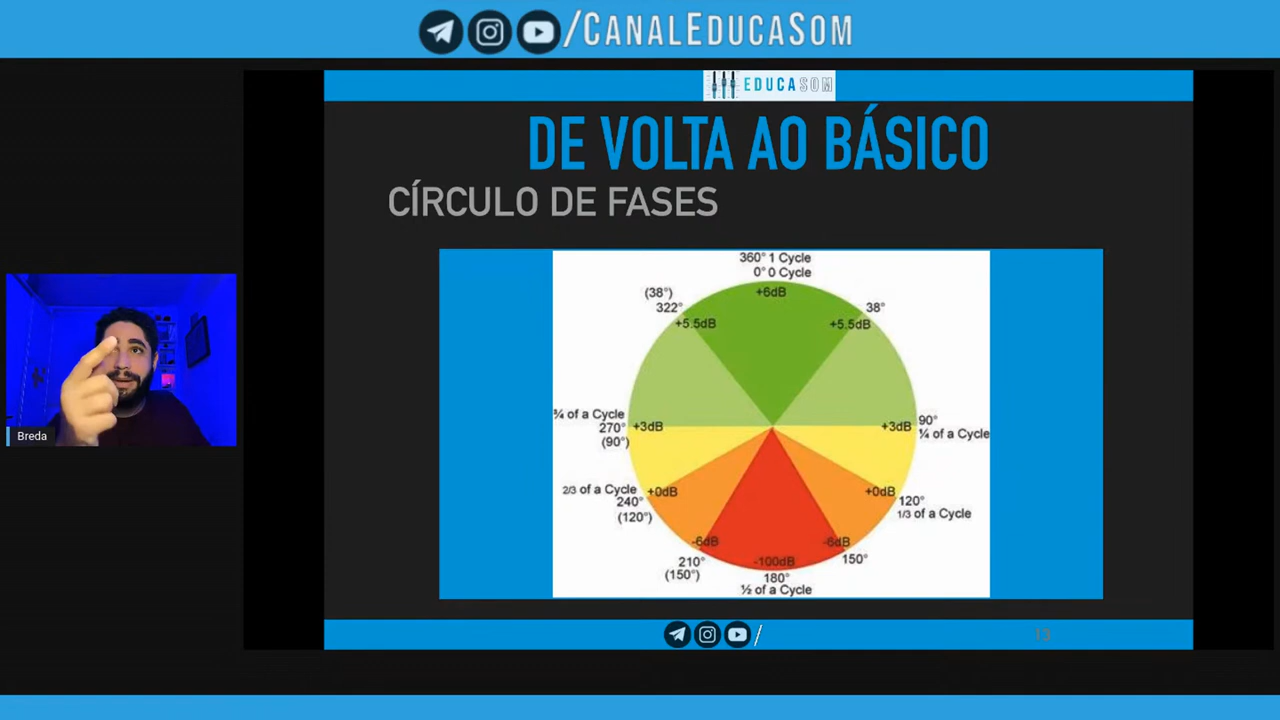 /CANALEDUCASOM
EDUCASOM
DE VOLTA AO BÁSICO
CÍRCULO DE FASES
360° 1 Cycle
0° 0 Cycle
+6dB
(38°)
322°
38°
+5.5dB
+5.5dB
¾ of a Cycle
270°
(90°)
+3dB
+3dB
90°
¼ of a Cycle
2/3 of a Cycle
240°
(120°)
+0dB
+0dB
120°
1/3 of a Cycle
-6dB
-6dB
210°
(150°)
150°
-100dB
180°
½ of a Cycle
Breda
/
13